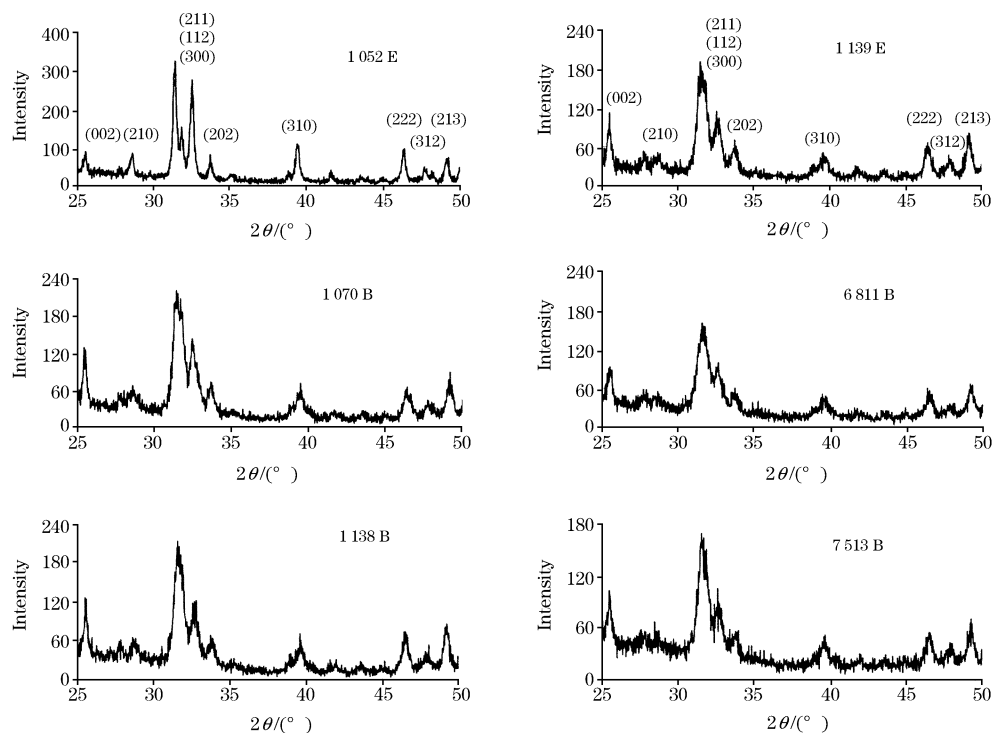 (211)
(112)
(300)
1 052 E
(002)
(210)
(202)
(310)
(222)
(312)
(213)
400
300
200
100
0
Intensity
25 30 35 40 45 50
2θ/(°)
(211)
(112)
(300)
1 139 E
(002)
(210)
(202)
(310)
(222)
(312)
(213)
240
180
120
60
0
Intensity
25 30 35 40 45 50
2θ/(°)
1 070 B
240
180
120
60
0
Intensity
25 30 35 40 45 50
2θ/(°)
6 811 B
240
180
120
60
0
Intensity
25 30 35 40 45 50
2θ/(°)
1 138 B
240
180
120
60
0
Intensity
25 30 35 40 45 50
2θ/(°)
7 513 B
180
120
60
0
Intensity
25 30 35 40 45 50
2θ/(°)